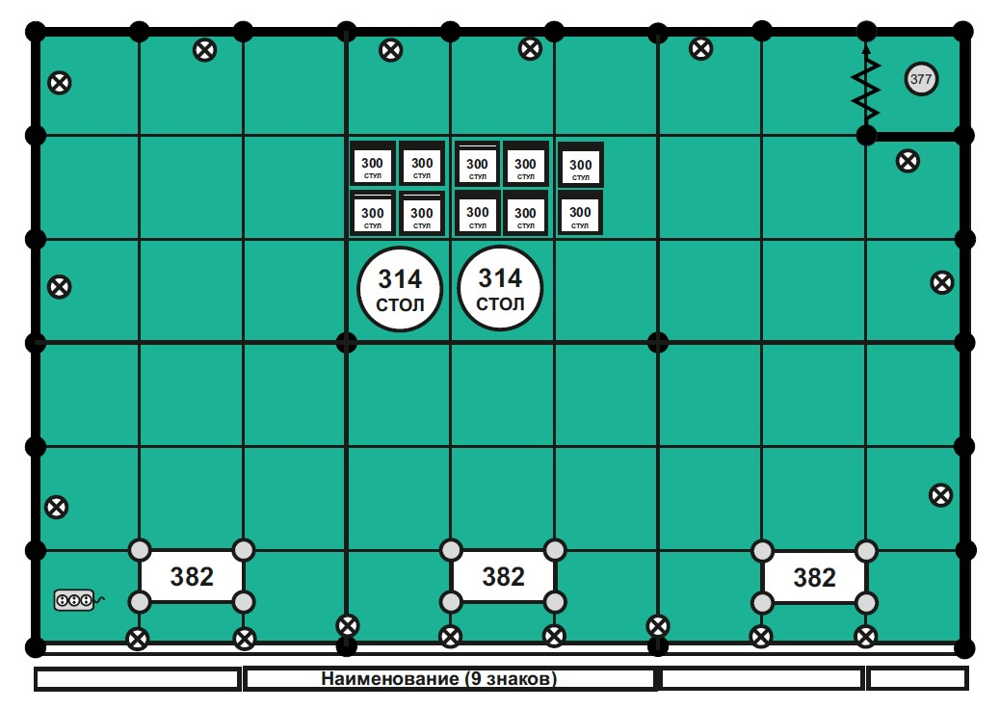 377
300 300 300 300 300
СТУЛ СТУЛ СТУЛ СТУЛ СТУЛ
300 300 300 300 300
СТУЛ СТУЛ СТУЛ СТУЛ СТУЛ
314 314
СТОЛ СТОЛ
382 382 382
Наименование (9 знаков)